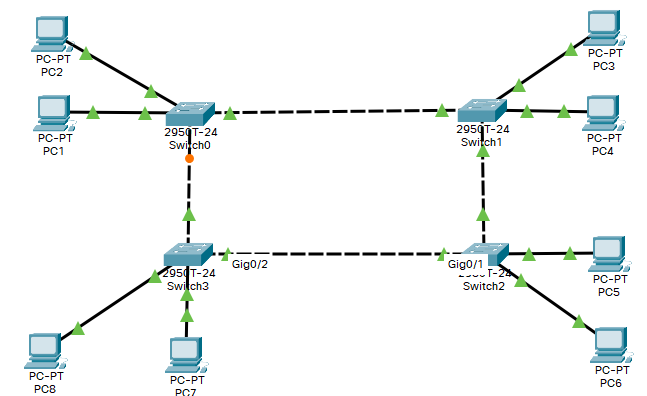 PC-PT
PC2
PC-PT
PC1
2950T-24
Switch0
2950T-24
Switch1
PC-PT
PC3
PC-PT
PC4
2950T-24
Switch3
Gig0/2
Gig0/1
2950T-24
Switch2
PC-PT
PC5
PC-PT
PC8
PC-PT
PC7
PC-PT
PC6